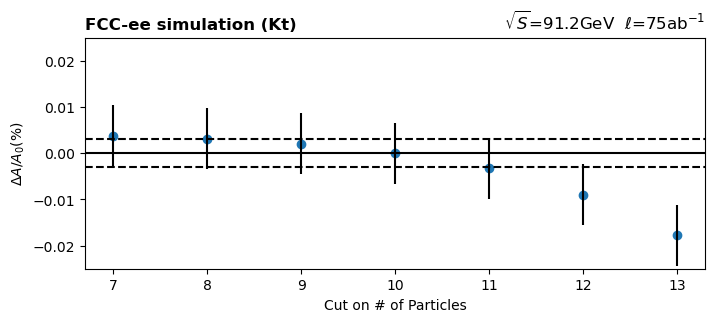 FCC-ee simulation (Kt)
√S=91.2GeV ℓ=75ab⁻¹
0.02
0.01
0.00
−0.01
−0.02
ΔA/A₀(%)
7 8 9 10 11 12 13
Cut on # of Particles